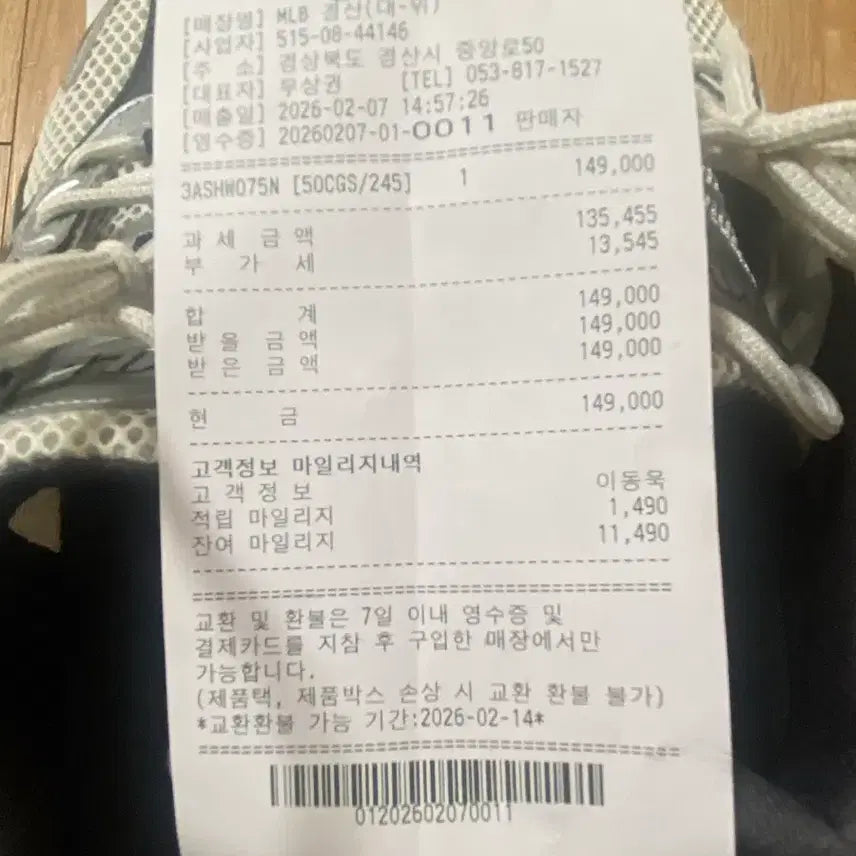 [매장명] MLB 경산(대-위)
[사업자] 515-08-44146
[주 소] 경상북도 경산시 중앙로50
[대표자] 무상권 [TEL] 053-817-1527
[매출일] 2026-02-07 14:57:26
[영수증] 20260207-01-0011 판매자
3ASHW075N [50CGS/245] 1 149,000
과 세 금 액 135,455
부 가 세 13,545
합 계 149,000
받 을 금 액 149,000
받 은 금 액 149,000
현 금 149,000
고객정보 마일리지내역
고 객 정 보 이동욱
적립 마일리지 1,490
잔여 마일리지 11,490
교환 및 환불은 7일 이내 영수증 및
결제카드를 지참 후 구입한 매장에서만
가능합니다.
(제품택, 제품박스 손상 시 교환 환불 불가)
*교환환불 가능 기간:2026-02-14*
01202602070011